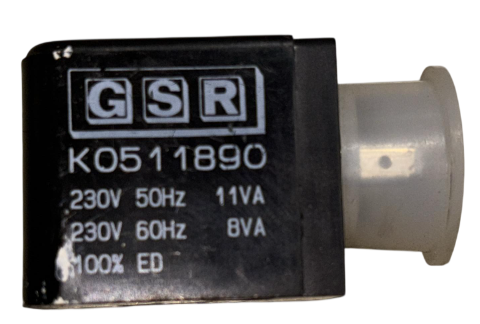 GSR
K0511890
230V 50Hz 11VA
230V 60Hz 8VA
100% ED